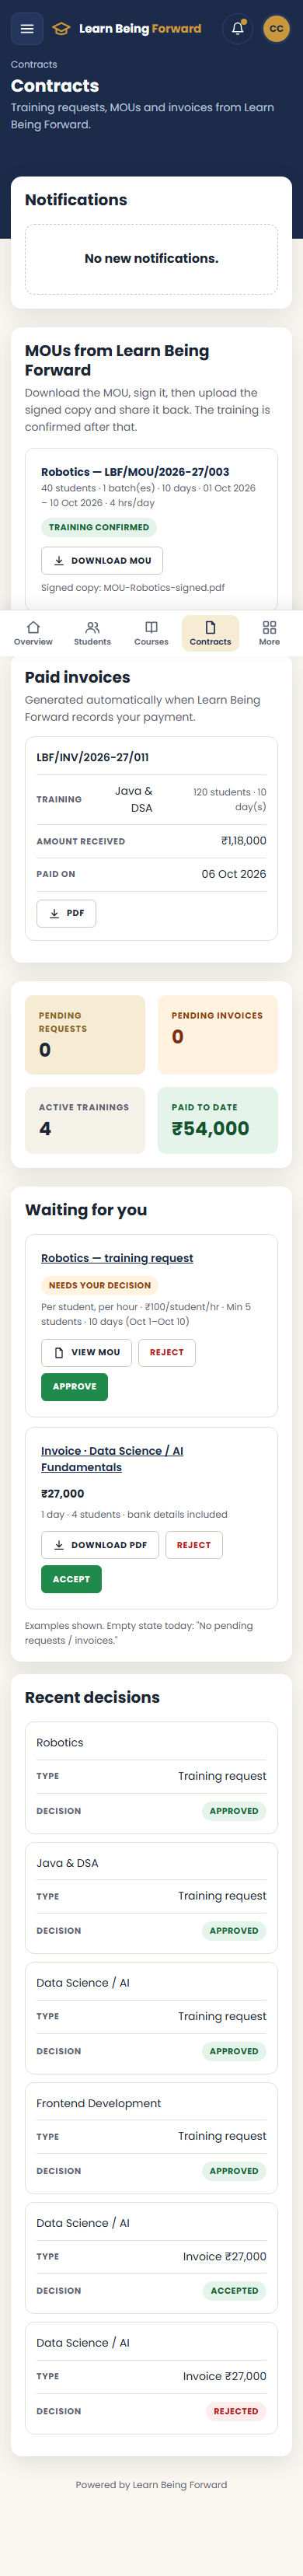 Learn Being Forward
CC
Contracts
Contracts
Training requests, MOUs and invoices from Learn
Being Forward.
Notifications
No new notifications.
MOUs from Learn Being
Forward
Download the MOU, sign it, then upload the
signed copy and share it back. The training is
confirmed after that.
Robotics — LBF/MOU/2026-27/003
40 students · 1 batch(es) · 10 days · 01 Oct 2026
– 10 Oct 2026 · 4 hrs/day
TRAINING CONFIRMED
DOWNLOAD MOU
Signed copy: MOU-Robotics-signed.pdf
Overview Students Courses Contracts More
Paid invoices
Generated automatically when Learn Being
Forward records your payment.
LBF/INV/2026-27/011
TRAINING Java & DSA 120 students · 10 day(s)
AMOUNT RECEIVED ₹1,18,000
PAID ON 06 Oct 2026
PDF
PENDING REQUESTS
0
PENDING INVOICES
0
ACTIVE TRAININGS
4
PAID TO DATE
₹54,000
Waiting for you
Robotics — training request
NEEDS YOUR DECISION
Per student, per hour · ₹100/student/hr · Min 5
students · 10 days (Oct 1–Oct 10)
VIEW MOU REJECT
APPROVE
Invoice · Data Science / AI
Fundamentals
₹27,000
1 day · 4 students · bank details included
DOWNLOAD PDF REJECT
ACCEPT
Examples shown. Empty state today: "No pending
requests / invoices."
Recent decisions
Robotics
TYPE Training request
DECISION APPROVED
Java & DSA
TYPE Training request
DECISION APPROVED
Data Science / AI
TYPE Training request
DECISION APPROVED
Frontend Development
TYPE Training request
DECISION APPROVED
Data Science / AI
TYPE Invoice ₹27,000
DECISION ACCEPTED
Data Science / AI
TYPE Invoice ₹27,000
DECISION REJECTED
Powered by Learn Being Forward